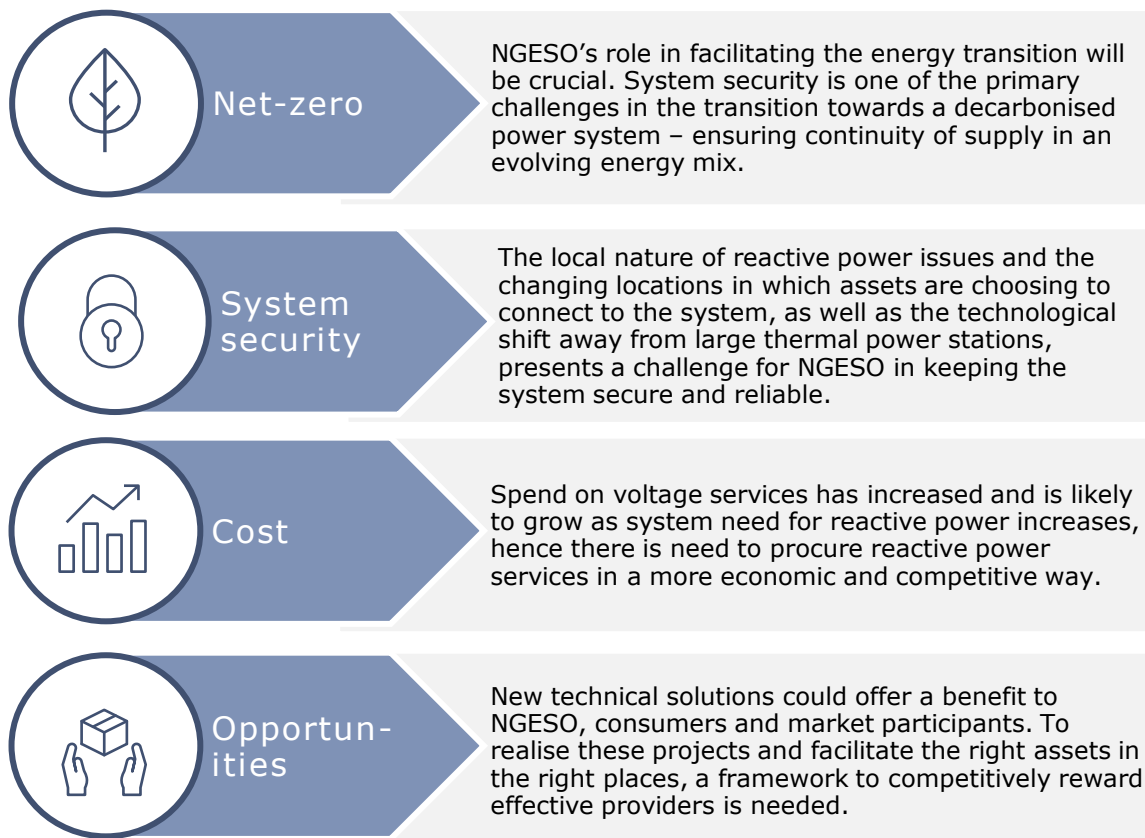 Net-zero
NGESO’s role in facilitating the energy transition will
be crucial. System security is one of the primary
challenges in the transition towards a decarbonised
power system – ensuring continuity of supply in an
evolving energy mix.
System
security
The local nature of reactive power issues and the
changing locations in which assets are choosing to
connect to the system, as well as the technological
shift away from large thermal power stations,
presents a challenge for NGESO in keeping the
system secure and reliable.
Cost
Spend on voltage services has increased and is likely
to grow as system need for reactive power increases,
hence there is need to procure reactive power
services in a more economic and competitive way.
Opportun-
ities
New technical solutions could offer a benefit to
NGESO, consumers and market participants. To
realise these projects and facilitate the right assets in
the right places, a framework to competitively reward
effective providers is needed.